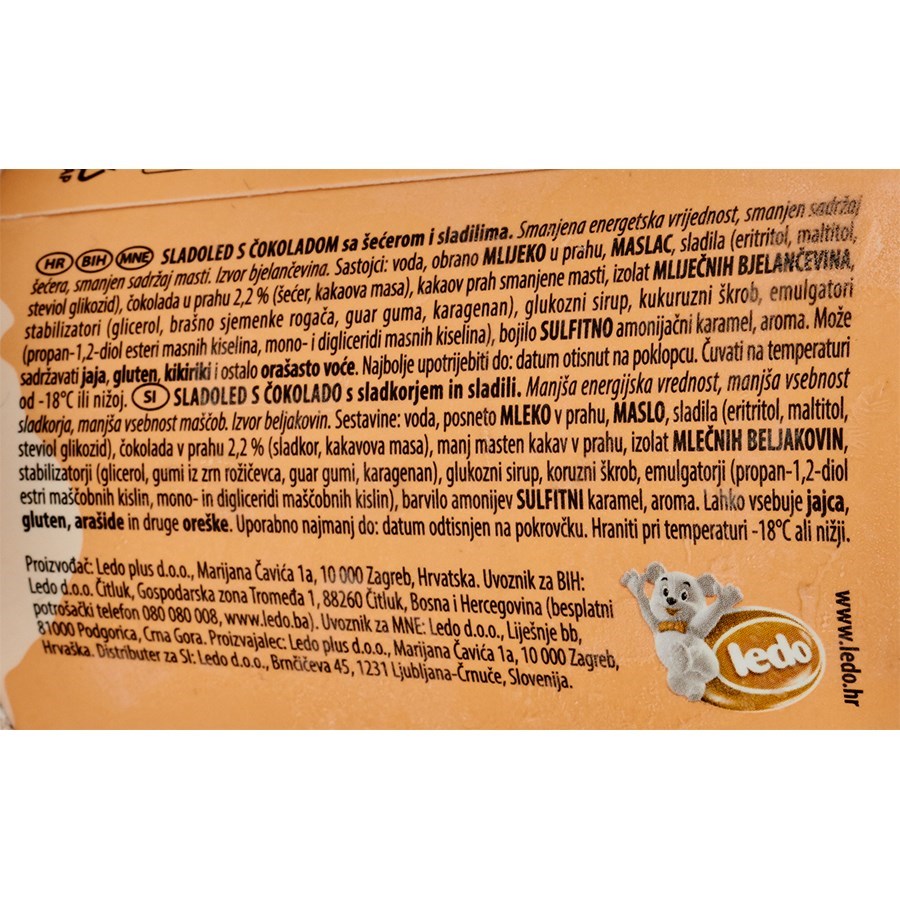 HR BIH MNE SLADOLED S ČOKOLADOM sa šećerom i sladilima. Smanjena energetska vrijednost, smanjen sadržaj
šećera, smanjen sadržaj masti. Izvor bjelančevina. Sastojci: voda, obrano MLIJEKO u prahu, MASLAC, sladila (eritritol, maltitol,
steviol glikozid), čokolada u prahu 2,2 % (šećer, kakaova masa), kakaov prah smanjene masti, izolat MLIJEČNIH BJELANČEVINA,
stabilizatori (glicerol, brašno sjemenke rogača, guar guma, karagenan), glukozni sirup, kukuruzni škrob, emulgatori
(propan-1,2-diol esteri masnih kiselina, mono- i digliceridi masnih kiselina), bojilo SULFITNO amonijačni karamel, aroma. Može
sadržavati jaja, gluten, kikiriki i ostalo orašasto voće. Najbolje upotrijebiti do: datum otisnut na poklopcu. Čuvati na temperaturi
od -18°C ili nižoj. SI SLADOLED S ČOKOLADO s sladkorjem in sladili. Manjša energijska vrednost, manjša vsebnost
sladkorja, manjša vsebnost maščob. Izvor beljakovin. Sestavine: voda, posneto MLEKO v prahu, MASLO, sladila (eritritol, maltitol,
steviol glikozid), čokolada v prahu 2,2 % (sladkor, kakavova masa), manj masten kakav v prahu, izolat MLEČNIH BELJAKOVIN,
stabilizatorji (glicerol, gumi iz zrn rožičevca, guar gumi, karagenan), glukozni sirup, koruzni škrob, emulgatorji (propan-1,2-diol
estri maščobnih kislin, mono- in digliceridi maščobnih kislin), barvilo amonijev SULFITNI karamel, aroma. Lahko vsebuje jajca,
gluten, arašide in druge oreške. Uporabno najmanj do: datum odtisnjen na pokrovčku. Hraniti pri temperaturi -18°C ali nižji.
Proizvođač: Ledo plus d.o.o., Marijana Čavića 1a, 10 000 Zagreb, Hrvatska. Uvoznik za BIH:
Ledo d.o.o. Čitluk, Gospodarska zona Tromeđa 1, 88260 Čitluk, Bosna i Hercegovina (besplatni
potrošački telefon 080 080 008, www.ledo.ba). Uvoznik za MNE: Ledo d.o.o., Liješnje bb,
81000 Podgorica, Crna Gora. Proizvajalec: Ledo plus d.o.o., Marijana Čavića 1a, 10 000 Zagreb,
Hrvaška. Distributer za SI: Ledo d.o.o., Brnčičeva 45, 1231 Ljubljana-Črnuče, Slovenija.
ledo
www.ledo.hr